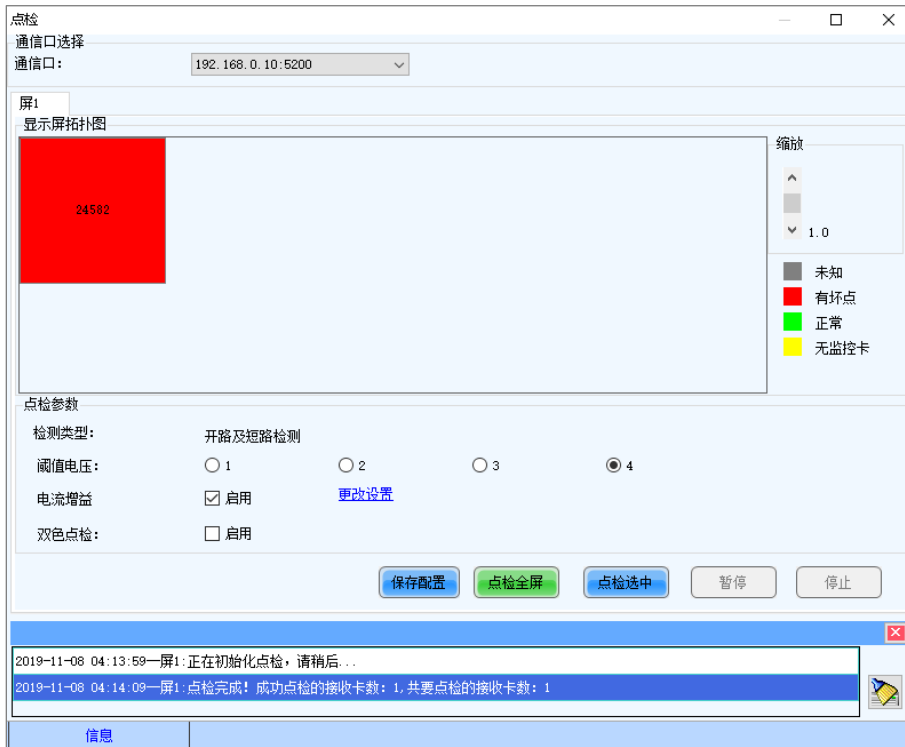 点检
通信口选择
通信口：
192.168.0.10:5200
屏1
显示屏拓扑图
24582
缩放
1.0
未知
有坏点
正常
无监控卡
点检参数
检测类型：
开路及短路检测
阈值电压：
1
2
3
4
电流增益
启用
更改设置
双色点检：
启用
保存配置
点检全屏
点检选中
暂停
停止
2019-11-08 04:13:59—屏1:正在初始化点检，请稍后...
2019-11-08 04:14:09—屏1:点检完成！成功点检的接收卡数：1,共要点检的接收卡数：1
信息